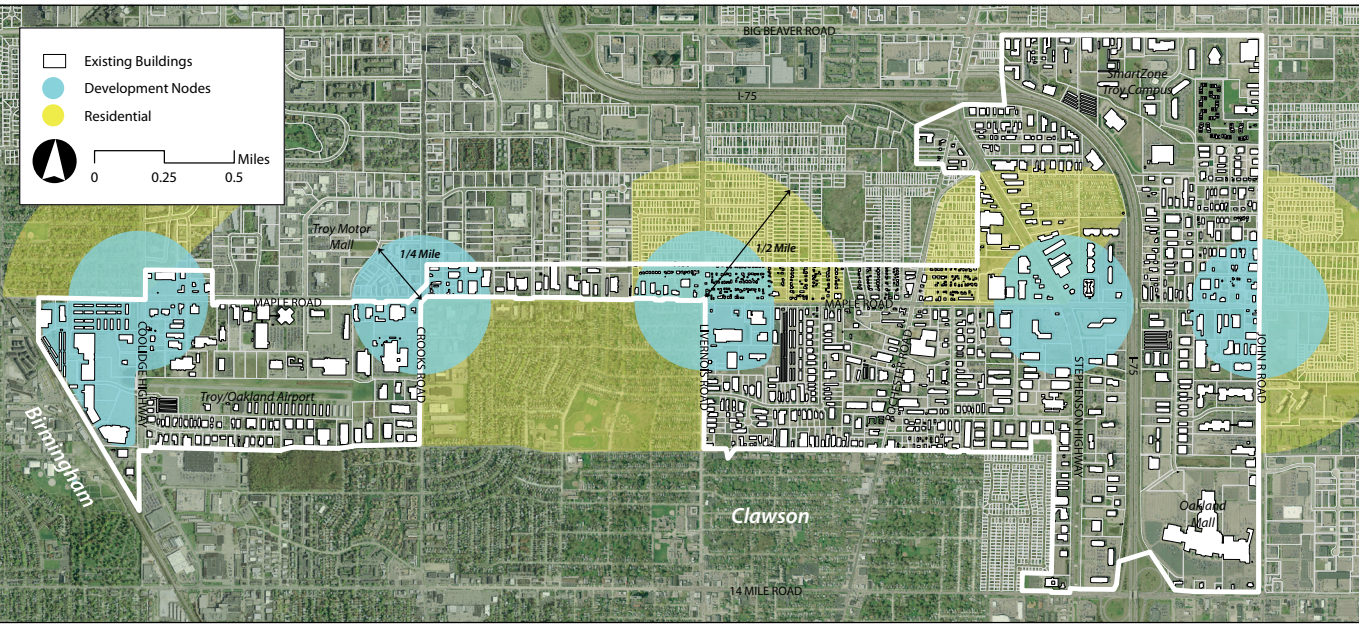 Existing Buildings
Development Nodes
Residential
Miles
0
0.25
0.5
BIG BEAVER ROAD
SmartZone
Troy Campus
I-75
Troy Motor
Mall
1/4 Mile
1/2 Mile
MAPLE ROAD
MAPLE ROAD
COOLIDGE HIGHWAY
CROOKS ROAD
LIVERNOIS ROAD
ROCHESTER ROAD
STEPHENSON HIGHWAY
I-75
JOHN R ROAD
Troy/Oakland Airport
Birmingham
Clawson
Oakland
Mall
14 MILE ROAD